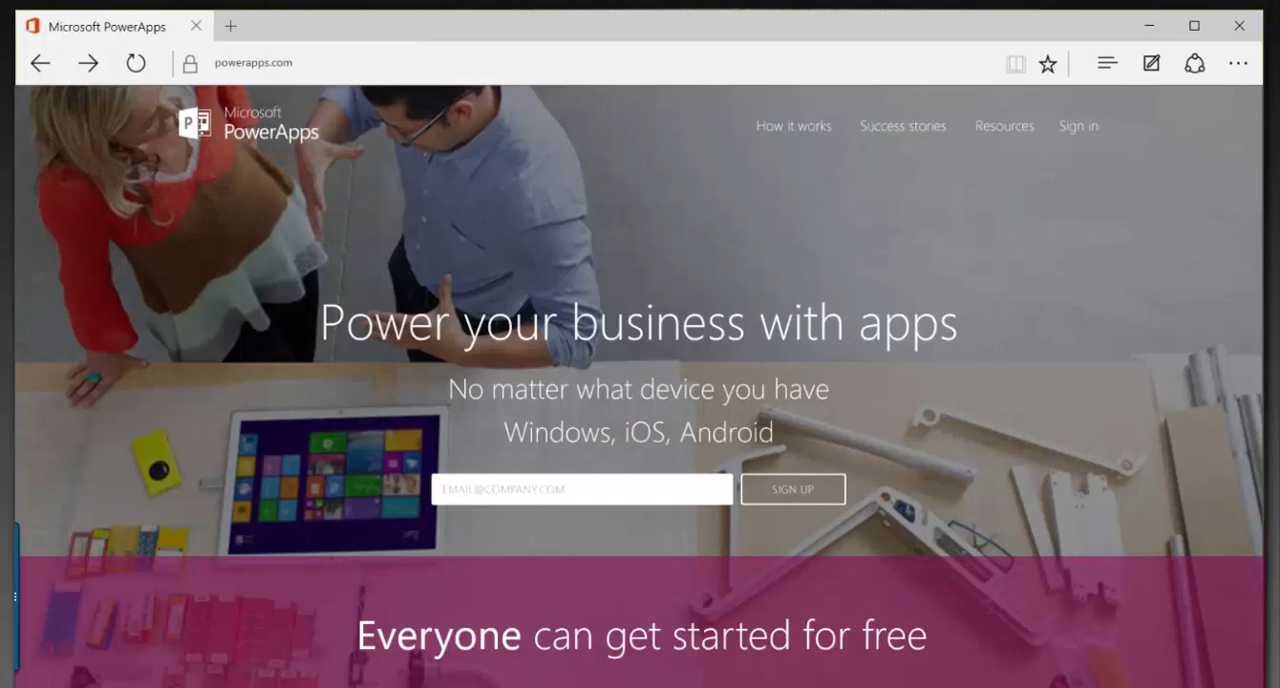 Microsoft PowerApps
powerapps.com
Microsoft
PowerApps
How it works Success stories Resources Sign in
Power your business with apps
No matter what device you have
Windows, iOS, Android
EMAIL@COMPANY.COM SIGN UP
Everyone can get started for free